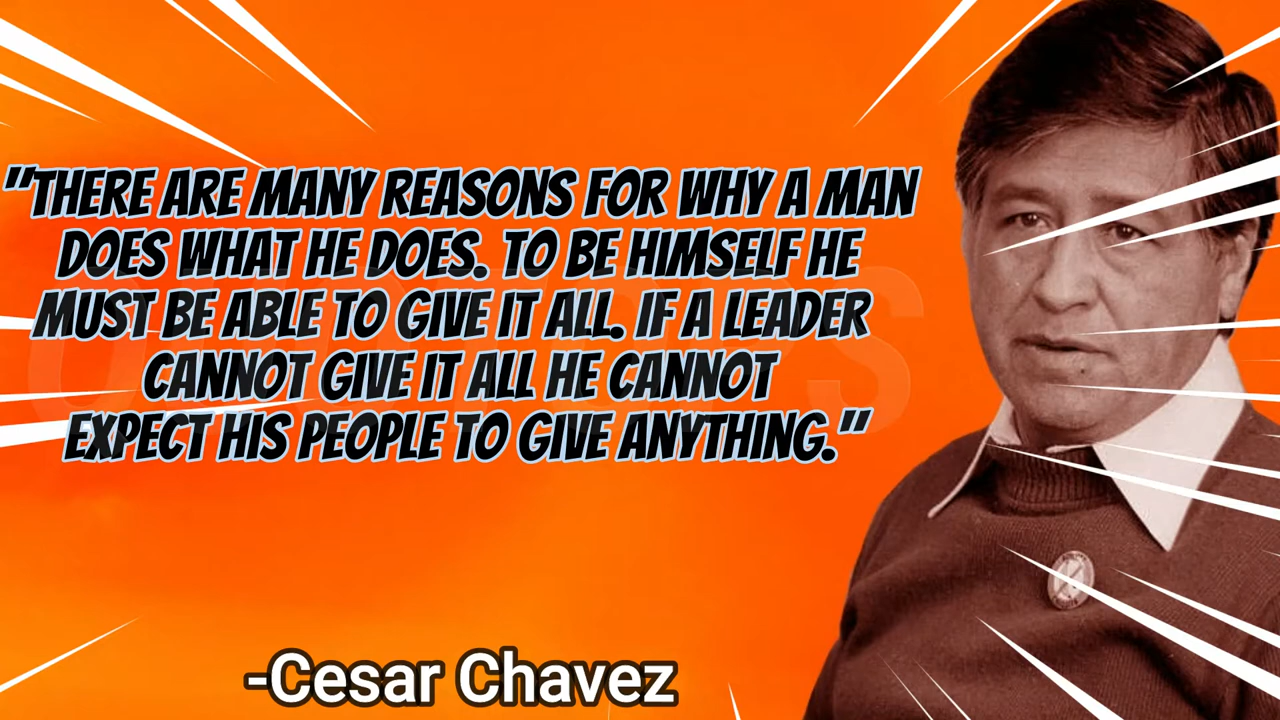 "THERE ARE MANY REASONS FOR WHY A MAN
DOES WHAT HE DOES. TO BE HIMSELF HE
MUST BE ABLE TO GIVE IT ALL. IF A LEADER
CANNOT GIVE IT ALL HE CANNOT
EXPECT HIS PEOPLE TO GIVE ANYTHING."
-Cesar Chavez